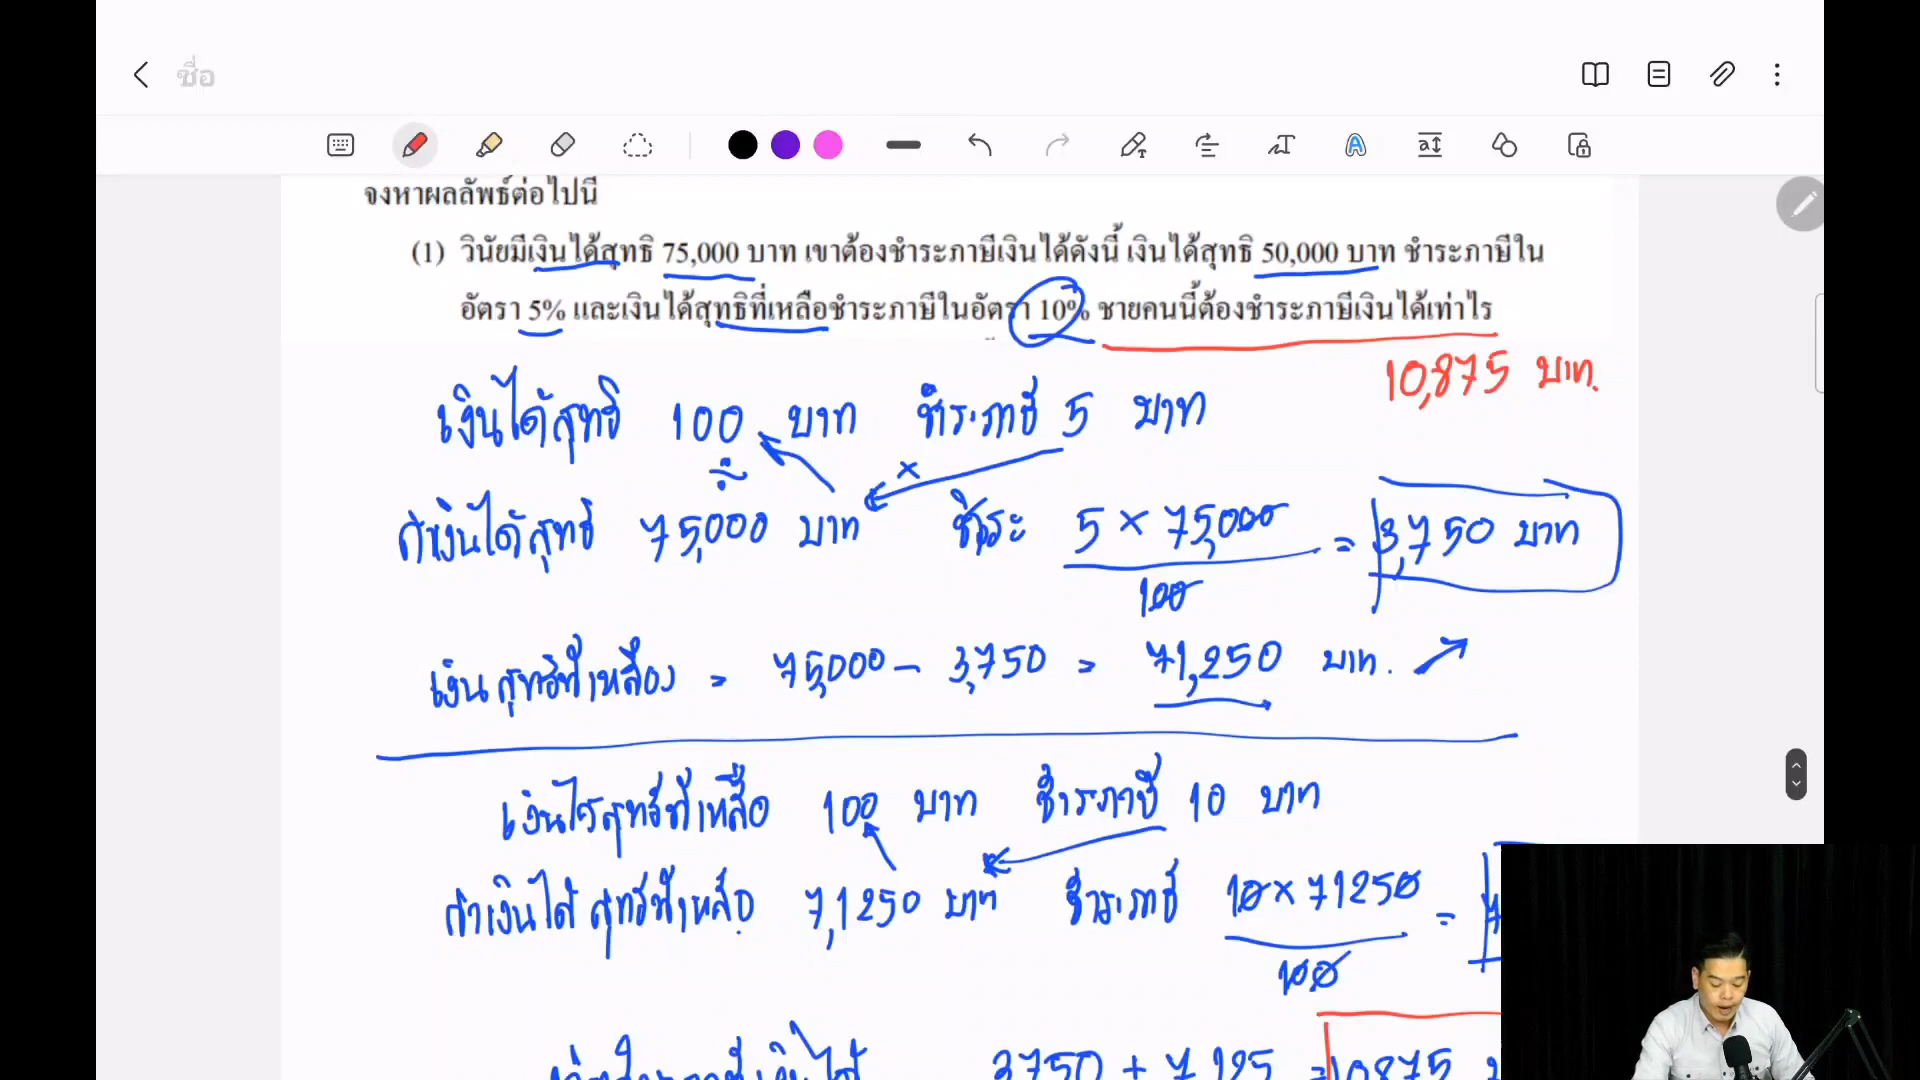 ชื่อ
จงหาผลลัพธ์ต่อไปนี้
(1) วินัยมีเงินได้สุทธิ 75,000 บาท เขาต้องชำระภาษีเงินได้ดังนี้ เงินได้สุทธิ 50,000 บาท ชำระภาษีใน
อัตรา 5% และเงินได้สุทธิที่เหลือชำระภาษีในอัตรา 10% ชายคนนี้ต้องชำระภาษีเงินได้เท่าไร
10,875 บาท.
เงินได้สุทธิ 100 บาท ชำระภาษี 5 บาท
×
ถ้าเงินได้สุทธิ 75,000 บาท ชำระ 5 × 75,000 = 3,750 บาท
100
เงินสุทธิที่เหลือ = 75,000 - 3,750 = 71,250 บาท.
เงินได้สุทธิที่เหลือ 100 บาท ชำระภาษี 10 บาท
ถ้าเงินได้สุทธิที่เหลือ 7,1250 บาท ชำระภาษี 10 × 71250 =
100
3750 + 7,125 = 10,875